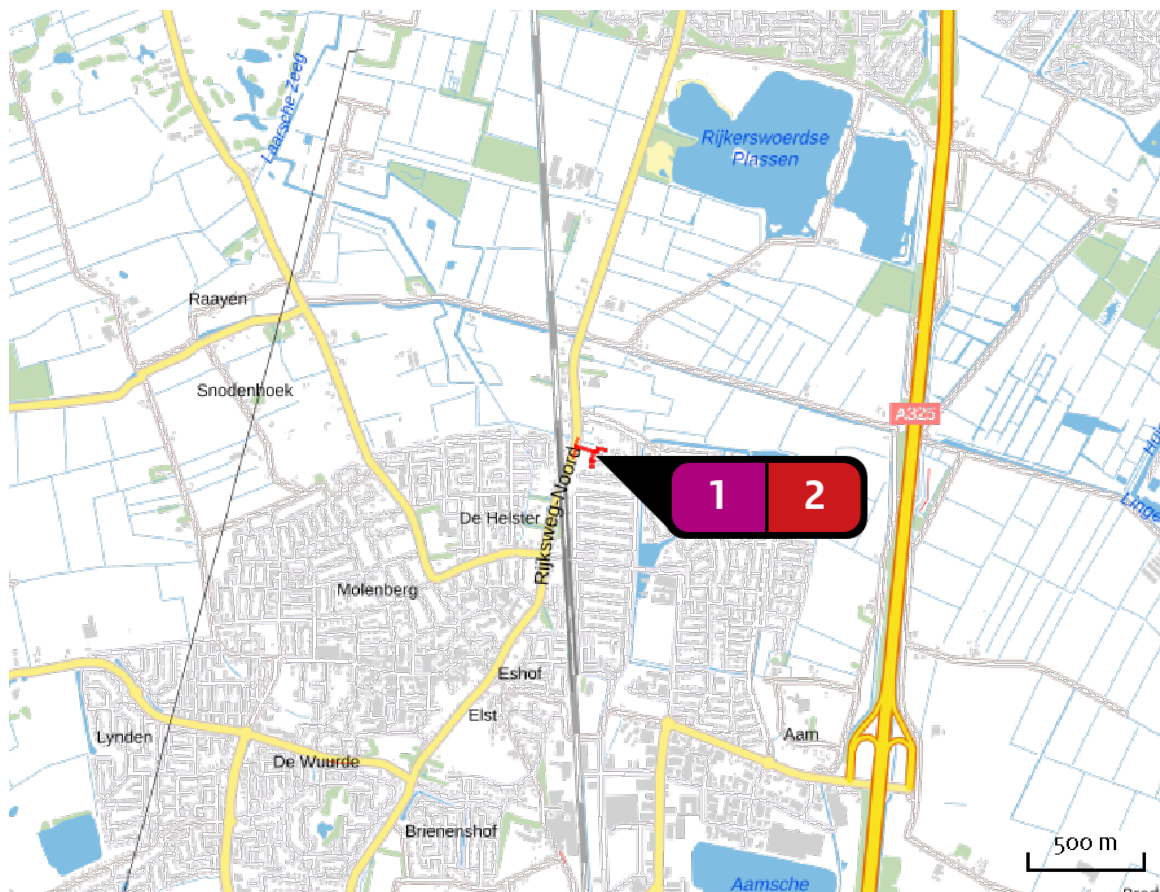 Laarsche Zeeg
Rijkerswoerdse
Plassen
Raayen
Snodenhoek
A325
Rijksweg-Noord
1 2
De Helster
Molenberg
Eshof
Elst
Aam
Lynden
De Wuurde
Brienenshof
500 m
Aamsche